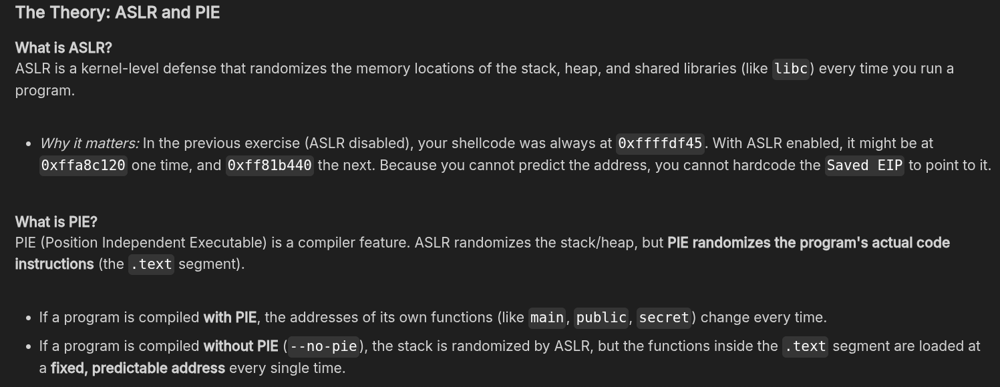 The Theory: ASLR and PIE
What is ASLR?
ASLR is a kernel-level defense that randomizes the memory locations of the stack, heap, and shared libraries (like libc) every time you run a
program.
• Why it matters: In the previous exercise (ASLR disabled), your shellcode was always at 0xffffdf45. With ASLR enabled, it might be at
0xffa8c120 one time, and 0xff81b440 the next. Because you cannot predict the address, you cannot hardcode the Saved EIP to point to it.
What is PIE?
PIE (Position Independent Executable) is a compiler feature. ASLR randomizes the stack/heap, but PIE randomizes the program's actual code
instructions (the .text segment).
• If a program is compiled with PIE, the addresses of its own functions (like main, public, secret) change every time.
• If a program is compiled without PIE (--no-pie), the stack is randomized by ASLR, but the functions inside the .text segment are loaded at
a fixed, predictable address every single time.